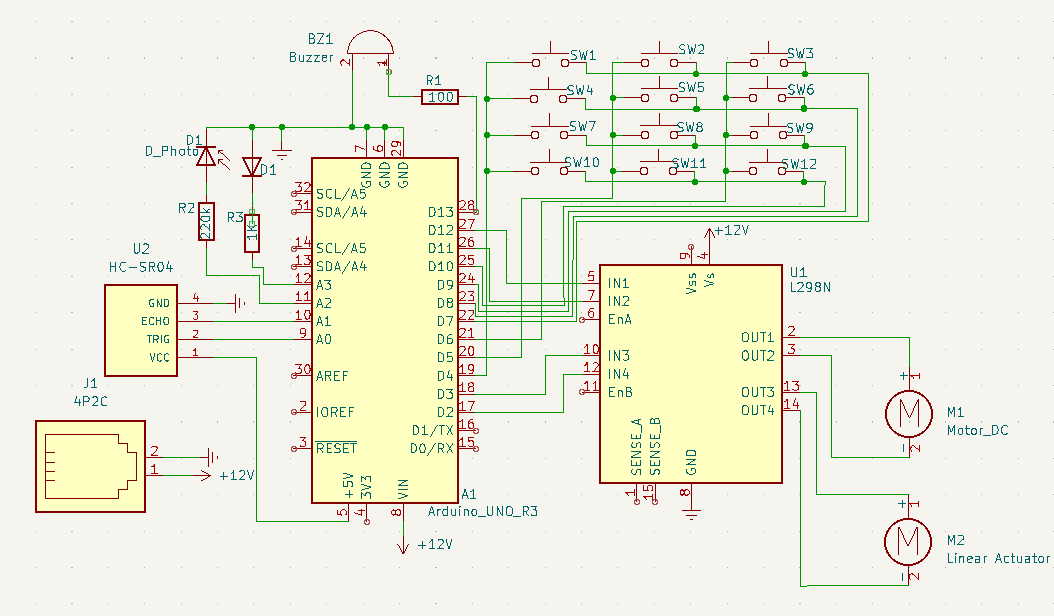 BZ1
Buzzer
2
1
R1
100
SW1
SW2
SW3
SW4
SW5
SW6
SW7
SW8
SW9
SW10
SW11
SW12
D1
D_Photo
D1
R2
220k
R3
1K
7
6
29
GND
GND
GND
32
SCL/A5
31
SDA/A4
14
SCL/A5
13
SDA/A4
12
A3
11
A2
10
A1
9
A0
30
AREF
2
IOREF
3
RESET
D13
28
D12
27
D11
26
D10
25
D9
24
D8
23
D7
22
D6
21
D5
20
D4
19
D3
18
D2
17
D1/TX
16
D0/RX
15
+5V
3V3
VIN
5
4
8
A1
Arduino_UNO_R3
+12V
U2
HC-SR04
GND
4
ECHO
3
TRIG
2
VCC
1
J1
4P2C
2
1
+12V
+12V
9
4
Vss
Vs
U1
L298N
5
IN1
7
IN2
6
EnA
10
IN3
12
IN4
11
EnB
OUT1
2
OUT2
3
OUT3
13
OUT4
14
SENSE_A
SENSE_B
GND
1
15
8
+
1
M
M1
Motor_DC
-
2
+
1
M
M2
Linear Actuator
-
2